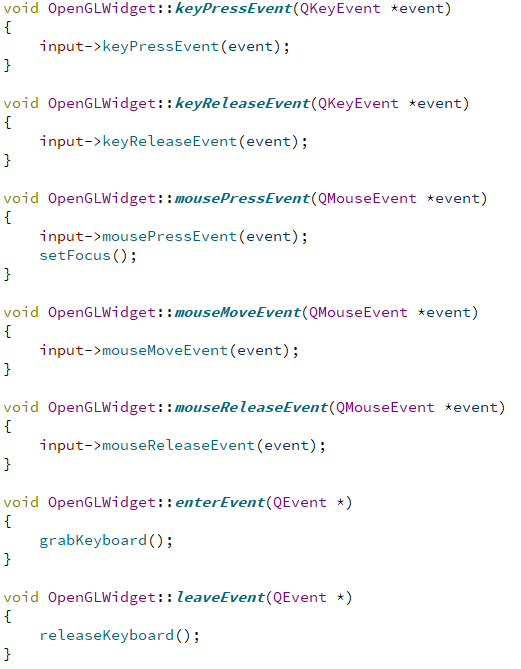 void OpenGLWidget::keyPressEvent(QKeyEvent *event)
{
    input->keyPressEvent(event);
}
void OpenGLWidget::keyReleaseEvent(QKeyEvent *event)
{
    input->keyReleaseEvent(event);
}
void OpenGLWidget::mousePressEvent(QMouseEvent *event)
{
    input->mousePressEvent(event);
    setFocus();
}
void OpenGLWidget::mouseMoveEvent(QMouseEvent *event)
{
    input->mouseMoveEvent(event);
}
void OpenGLWidget::mouseReleaseEvent(QMouseEvent *event)
{
    input->mouseReleaseEvent(event);
}
void OpenGLWidget::enterEvent(QEvent *)
{
    grabKeyboard();
}
void OpenGLWidget::leaveEvent(QEvent *)
{
    releaseKeyboard();
}